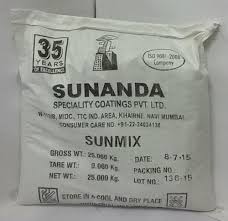 35
YEARS
OF EXCELLENCE
ISO 9001 : 2008
Company
SUNANDA
SPECIALITY COATINGS PVT. LTD.
MIDC, TTC IND. AREA, KHAIRNE, NAVI MUMBAI
CONSUMER CARE NO. +91-22-
SUNMIX
GROSS WT.: 25.060 Kg. DATE 8-7-15
TARE WT.: 0.060 Kg. PACKING NO.
NET WT.: 25.000 Kg. LOT NO. 136-15
STORE IN A COOL AND DRY PLACE